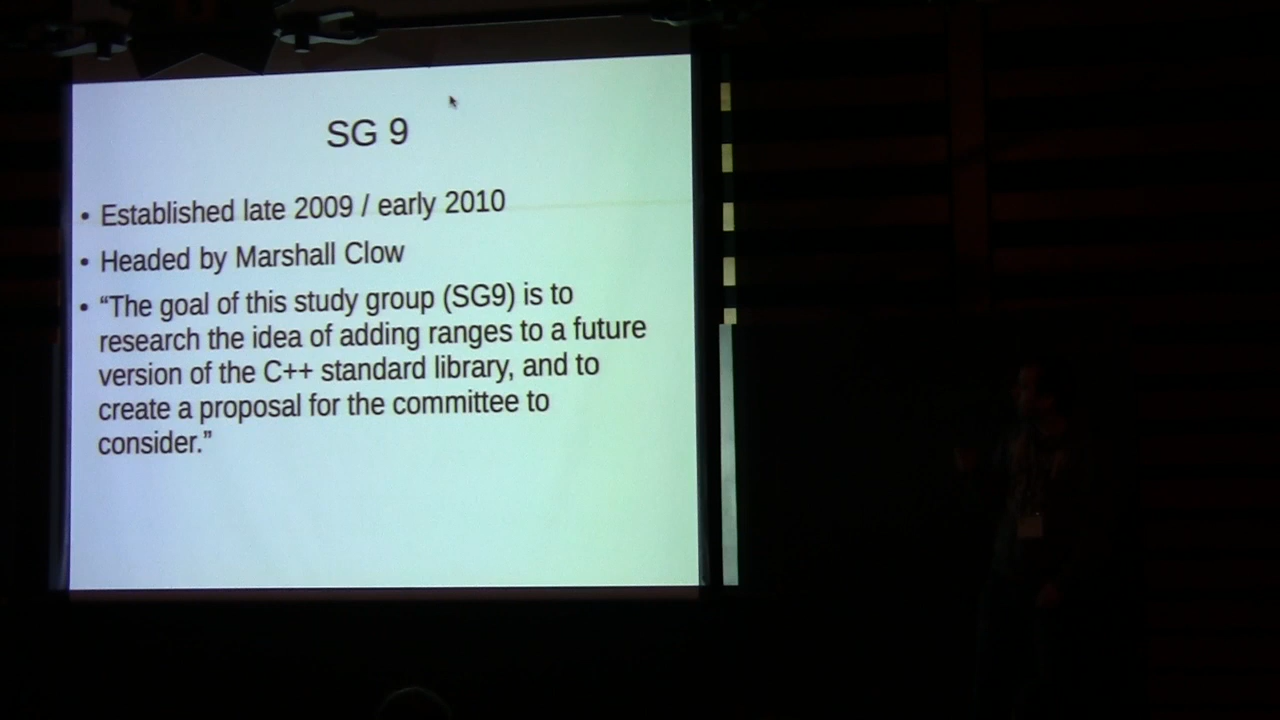 SG 9
• Established late 2009 / early 2010
• Headed by Marshall Clow
• “The goal of this study group (SG9) is to
research the idea of adding ranges to a future
version of the C++ standard library, and to
create a proposal for the committee to
consider.”